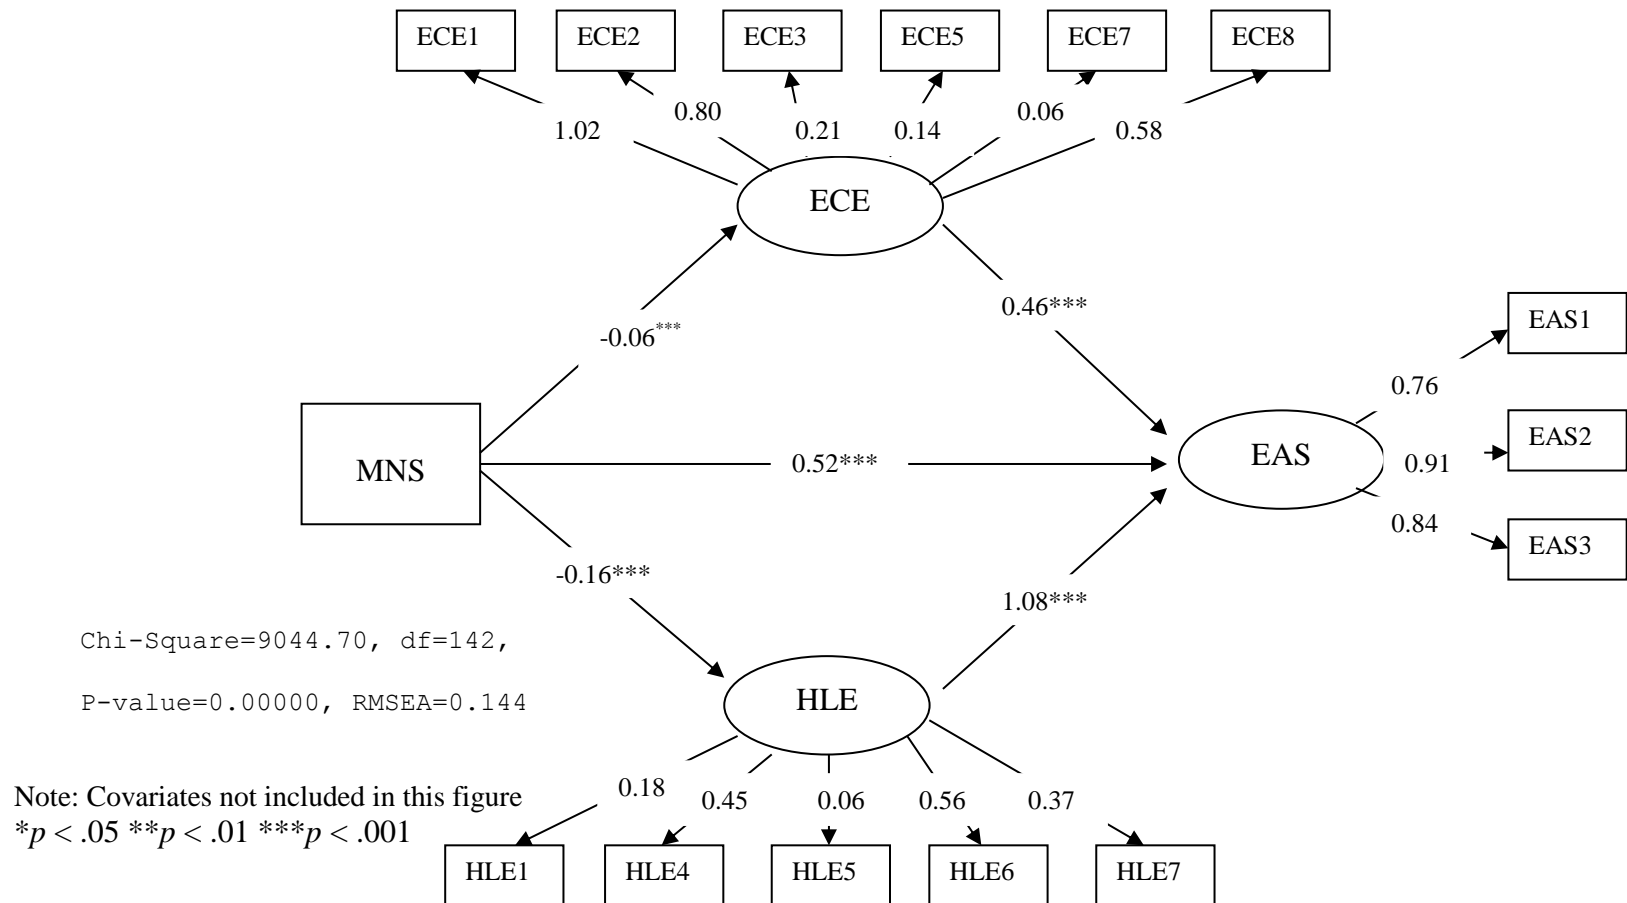 ECE1 ECE2 ECE3 ECE5 ECE7 ECE8
1.02 0.80 0.21 0.14 0.06 0.58
ECE
-0.06***
0.46***
MNS
0.52***
EAS
0.76
0.91
0.84
EAS1
EAS2
EAS3
-0.16***
1.08***
Chi-Square=9044.70, df=142,
P-value=0.00000, RMSEA=0.144
HLE
0.18 0.45 0.06 0.56 0.37
HLE1 HLE4 HLE5 HLE6 HLE7
Note: Covariates not included in this figure
*p < .05 **p < .01 ***p < .001